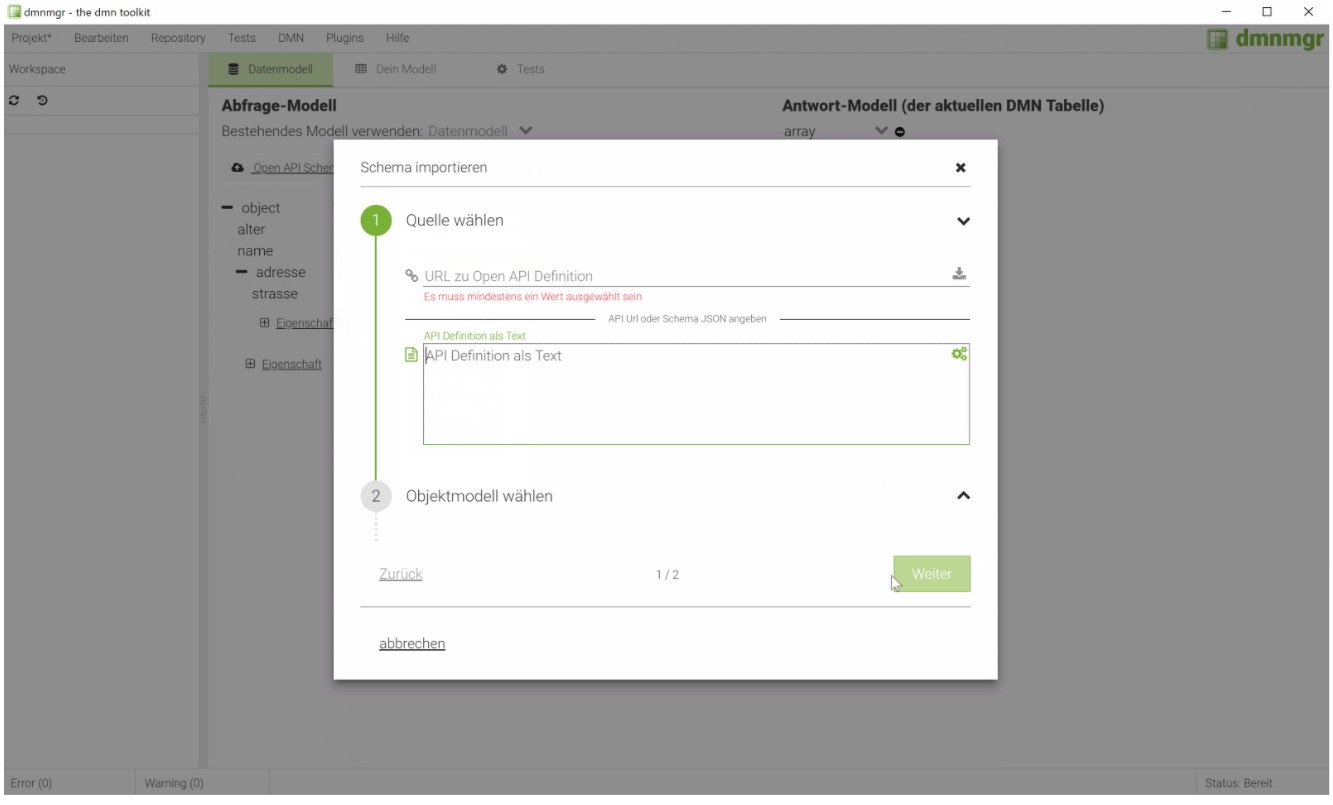 dmnmgr - the dmn toolkit
Projekt* Bearbeiten Repository Tests DMN Plugins Hilfe
dmnmgr
Workspace
Datenmodell Dein Modell Tests
Abfrage-Modell
Antwort-Modell (der aktuellen DMN Tabelle)
Bestehendes Modell verwenden: Datenmodell
array
Open API Scher
object
alter
name
adresse
strasse
Eigenschaf
Eigenschaft
Schema importieren
1 Quelle wählen
URL zu Open API Definition
Es muss mindestens ein Wert ausgewählt sein
API Url oder Schema JSON angeben
API Definition als Text
API Definition als Text
2 Objektmodell wählen
Zurück 1 / 2 Weiter
abbrechen
Error (0) Warning (0) Status: Bereit